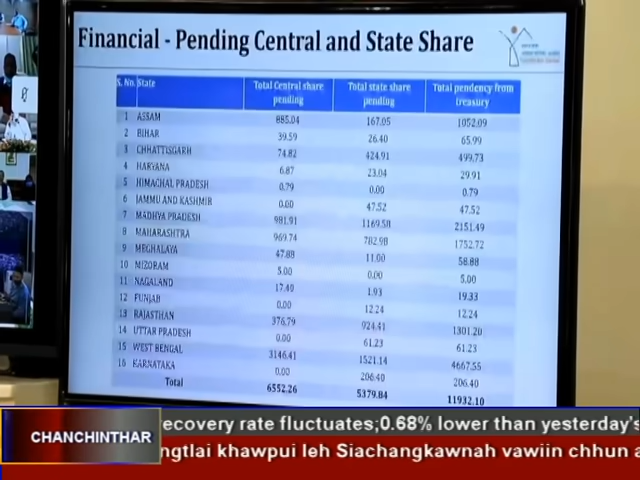 Financial - Pending Central and State Share
S. No. State Total Central share pending Total state share pending Total pendency from treasury
1 ASSAM 885.04 167.05 1052.09
2 BIHAR 39.59 26.40 65.99
3 CHHATTISGARH 74.82 424.91 499.73
4 HARYANA 6.87 23.04 29.91
5 HIMACHAL PRADESH 0.79 0.00 0.79
6 JAMMU AND KASHMIR 0.00 47.52 47.52
7 MADHYA PRADESH 981.91 1169.58 2151.49
8 MAHARASHTRA 969.74 782.98 1752.72
9 MEGHALAYA 47.88 11.00 58.88
10 MIZORAM 5.00 0.00 5.00
11 NAGALAND 17.40 1.93 19.33
12 PUNJAB 0.00 12.24 12.24
13 RAJASTHAN 376.79 924.41 1301.20
14 UTTAR PRADESH 0.00 61.23 61.23
15 WEST BENGAL 3146.41 1521.14 4667.55
16 KARNATAKA 0.00 206.40 206.40
Total 6552.26 5379.84 11932.10
CHANCHINTHAR
ecovery rate fluctuates;0.68% lower than yesterday's
ngtlai khawpui leh Siachangkawnah vawiin chhun a